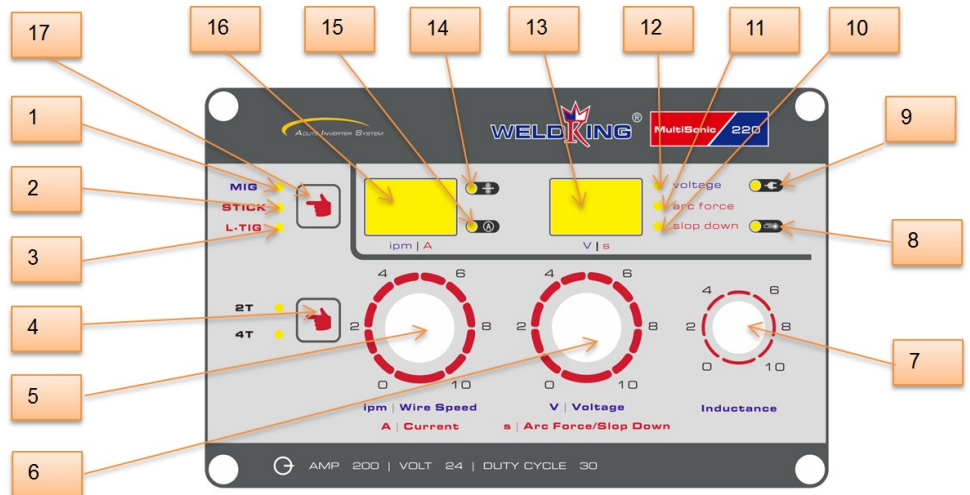 17
16
15
14
13
12
11
10
1
2
3
4
5
6
9
8
7
ACUTE INVERTER SYSTEM
WELDKING ®
MultiSonic 220
MIG
STICK
L-TIG
ipm | A
V | s
voltage
arc force
slop down
A
2T
4T
0 2 4 6 8 10
ipm | Wire Speed
A | Current
0 2 4 6 8 10
V | Voltage
s | Arc Force/Slop Down
0 2 4 6 8 10
Inductance
AMP 200 | VOLT 24 | DUTY CYCLE 30